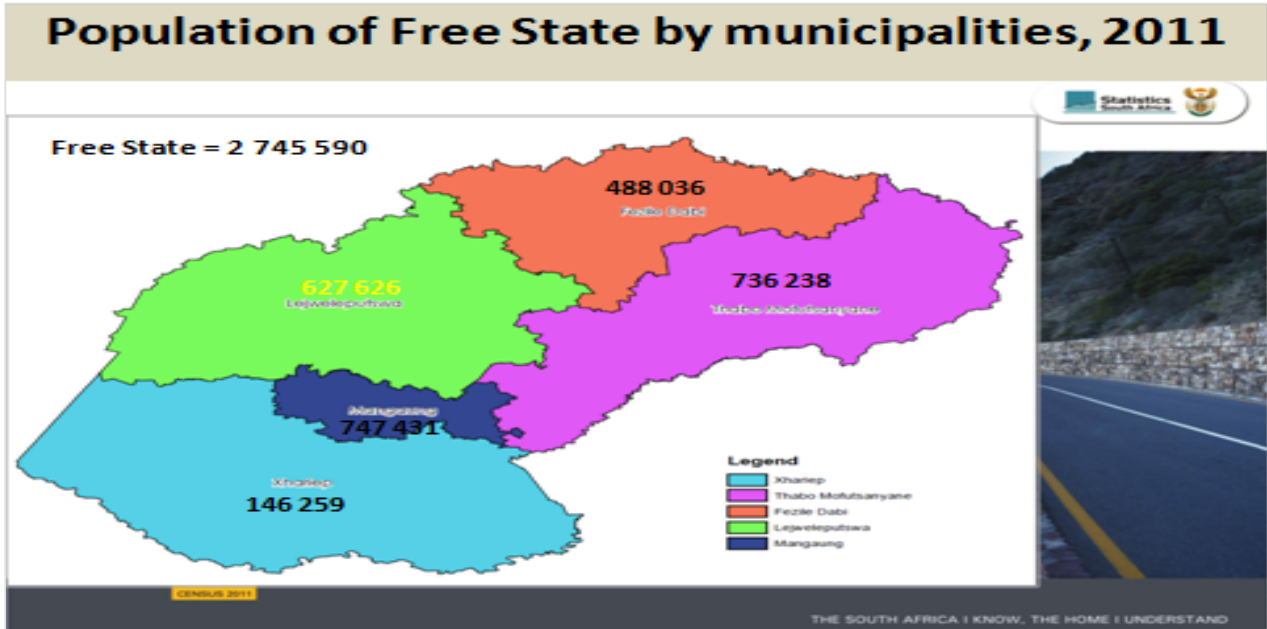 Population of Free State by municipalities, 2011
Statistics
South Africa
Free State = 2 745 590
488 036
Fezile Dabi
736 238
Thabo Mofutsanyane
627 626
Lejweleputswa
Mangaung
747 431
Xhariep
146 259
Legend
Xhariep
Thabo Mofutsanyane
Fezile Dabi
Lejweleputswa
Mangaung
CENSUS 2011
THE SOUTH AFRICA I KNOW, THE HOME I UNDERSTAND